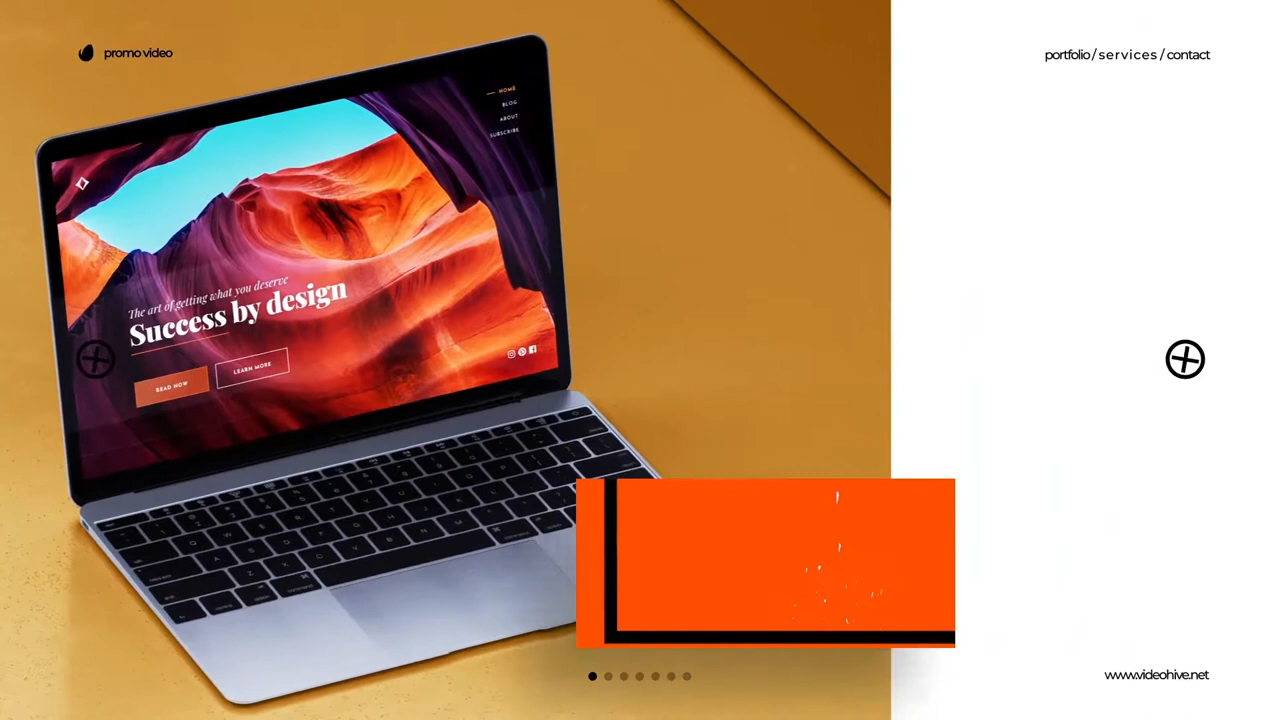 promo video
portfolio / services / contact
HOME
BLOG
ABOUT
SUBSCRIBE
The art of getting what you deserve
Success by design
READ NOW
LEARN MORE
www.videohive.net